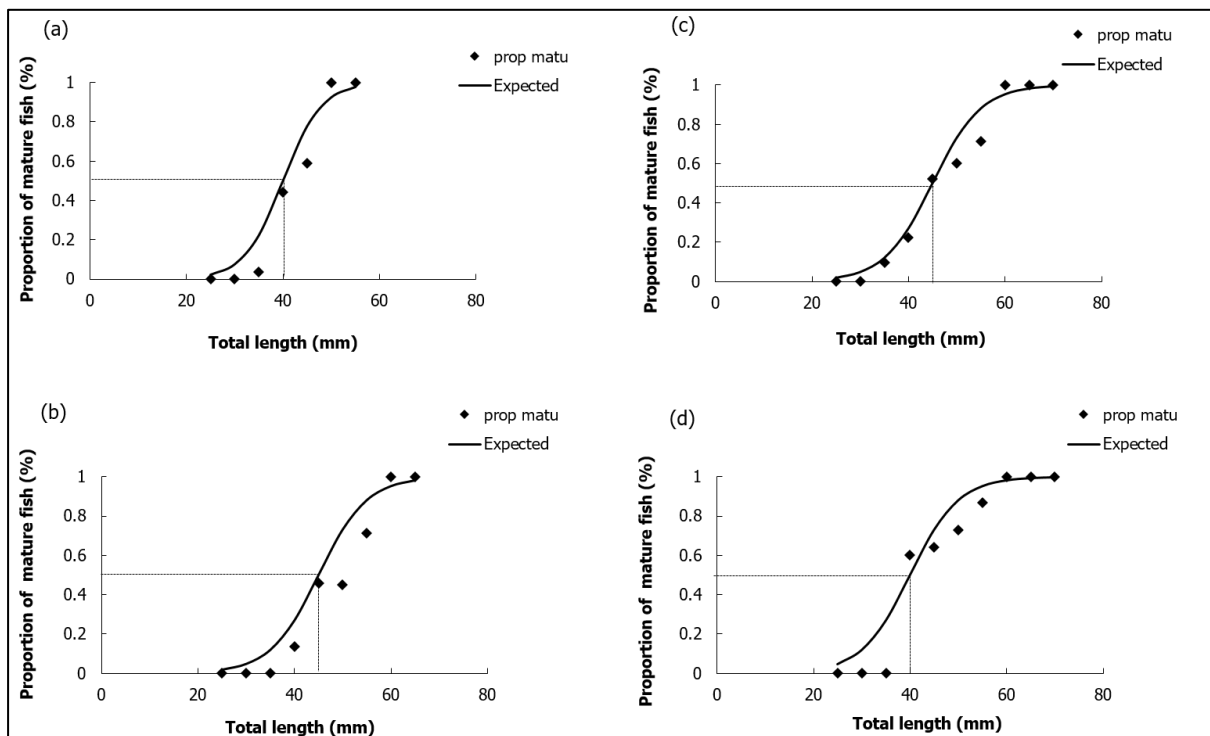 (a)
prop matu
Expected
Proportion of mature fish (%)
1
0.8
0.6
0.4
0.2
0
0 20 40 60 80
Total length (mm)
(c)
prop matu
Expected
Proportion of mature fish (%)
1
0.8
0.6
0.4
0.2
0
0 20 40 60 80
Total length (mm)
(b)
prop matu
Expected
Proportion of mature fish (%)
1
0.8
0.6
0.4
0.2
0
0 20 40 60 80
Total length (mm)
(d)
prop matu
Expected
Proportion of mature fish (%)
1
0.8
0.6
0.4
0.2
0
0 20 40 60 80
Total length (mm)